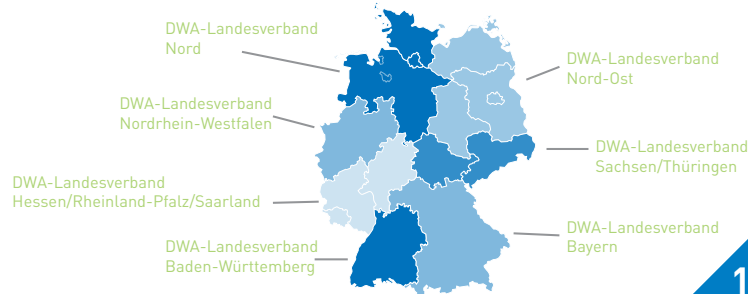 DWA-Landesverband
Nord
DWA-Landesverband
Nord-Ost
DWA-Landesverband
Nordrhein-Westfalen
DWA-Landesverband
Sachsen/Thüringen
DWA-Landesverband
Hessen/Rheinland-Pfalz/Saarland
DWA-Landesverband
Bayern
DWA-Landesverband
Baden-Württemberg
1